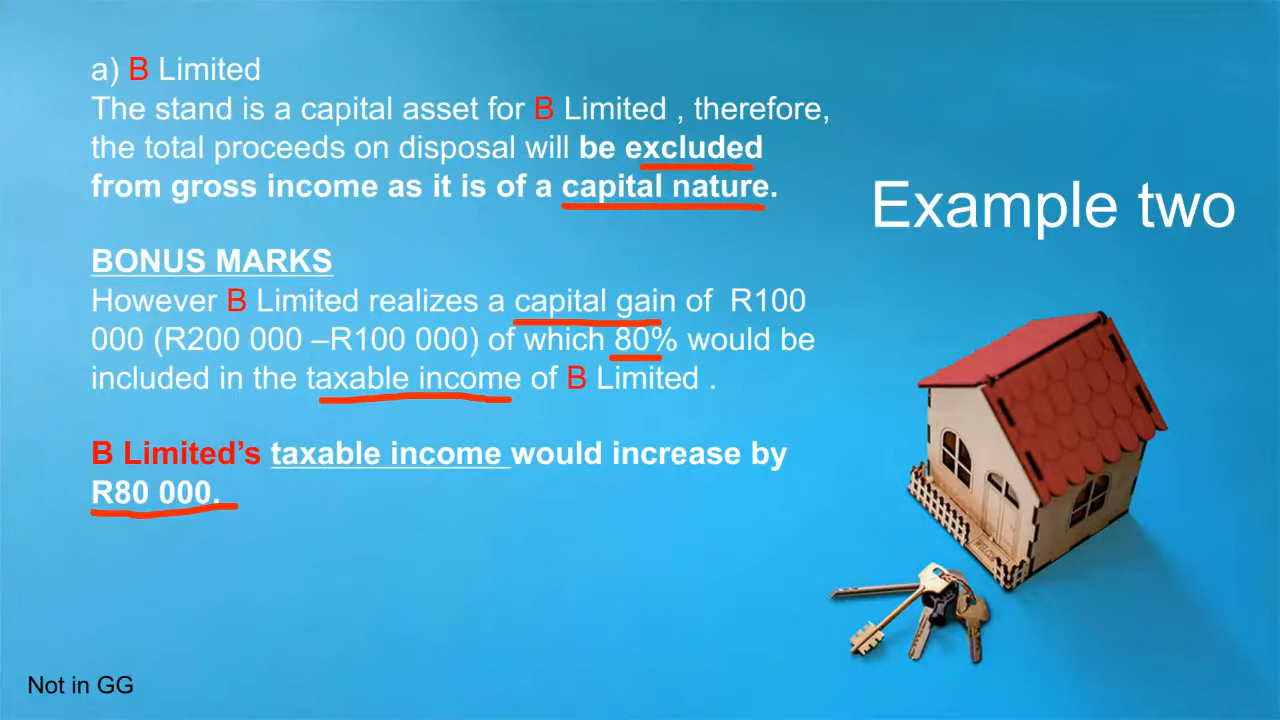 a) B Limited
The stand is a capital asset for B Limited , therefore,
the total proceeds on disposal will be excluded
from gross income as it is of a capital nature.
Example two
BONUS MARKS
However B Limited realizes a capital gain of  R100
000 (R200 000 –R100 000) of which 80% would be
included in the taxable income of B Limited .
B Limited’s taxable income would increase by
R80 000.
Not in GG